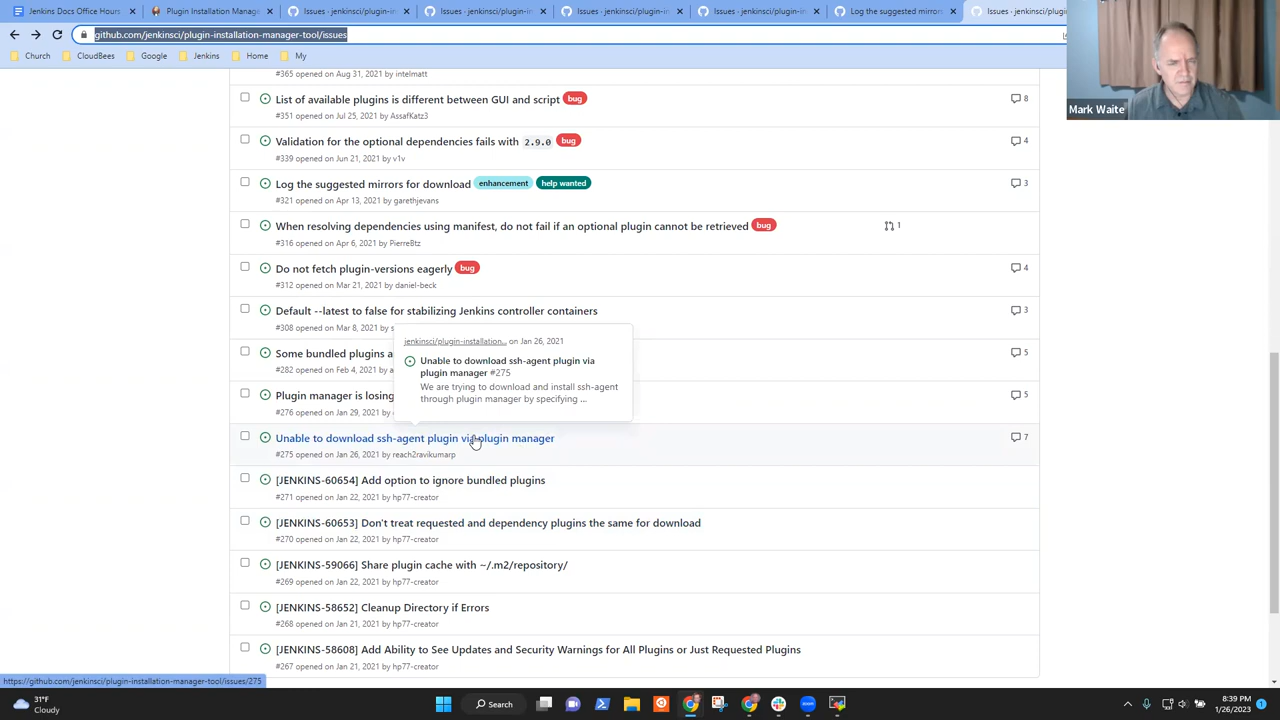 Jenkins Docs Office Hours
Plugin Installation Manage
Issues · jenkinsci/plugin-in
Issues · jenkinsci/plugin-in
Issues · jenkinsci/plugin-in
Issues · jenkinsci/plugin-in
Log the suggested mirrors
Issues · jenkinsci/plugin-in
github.com/jenkinsci/plugin-installation-manager-tool/issues
Church
CloudBees
Google
Jenkins
Home
My
Mark Waite
#365 opened on Aug 31, 2021 by intelmatt
List of available plugins is different between GUI and script bug 8
#351 opened on Jul 25, 2021 by AssafKatz3
Validation for the optional dependencies fails with 2.9.0 bug 4
#339 opened on Jun 21, 2021 by v1v
Log the suggested mirrors for download enhancement help wanted 3
#321 opened on Apr 13, 2021 by garethjevans
When resolving dependencies using manifest, do not fail if an optional plugin cannot be retrieved bug 1
#316 opened on Apr 6, 2021 by PierreBtz
Do not fetch plugin-versions eagerly bug 4
#312 opened on Mar 21, 2021 by daniel-beck
Default --latest to false for stabilizing Jenkins controller containers 3
#308 opened on Mar 8, 2021 by s
jenkinsci/plugin-installation... on Jan 26, 2021
Some bundled plugins a 5
Unable to download ssh-agent plugin via
plugin manager #275
#282 opened on Feb 4, 2021 by a
We are trying to download and install ssh-agent
through plugin manager by specifying ...
Plugin manager is losing 5
#276 opened on Jan 29, 2021 by
Unable to download ssh-agent plugin via plugin manager 7
#275 opened on Jan 26, 2021 by reach2ravikumarp
[JENKINS-60654] Add option to ignore bundled plugins
#271 opened on Jan 22, 2021 by hp77-creator
[JENKINS-60653] Don't treat requested and dependency plugins the same for download
#270 opened on Jan 22, 2021 by hp77-creator
[JENKINS-59066] Share plugin cache with ~/.m2/repository/
#269 opened on Jan 22, 2021 by hp77-creator
[JENKINS-58652] Cleanup Directory if Errors
#268 opened on Jan 21, 2021 by hp77-creator
[JENKINS-58608] Add Ability to See Updates and Security Warnings for All Plugins or Just Requested Plugins
#267 opened on Jan 21, 2021 by hp77-creator
https://github.com/jenkinsci/plugin-installation-manager-tool/issues/275
31°F
Cloudy
Search
8:39 PM
1/26/2023